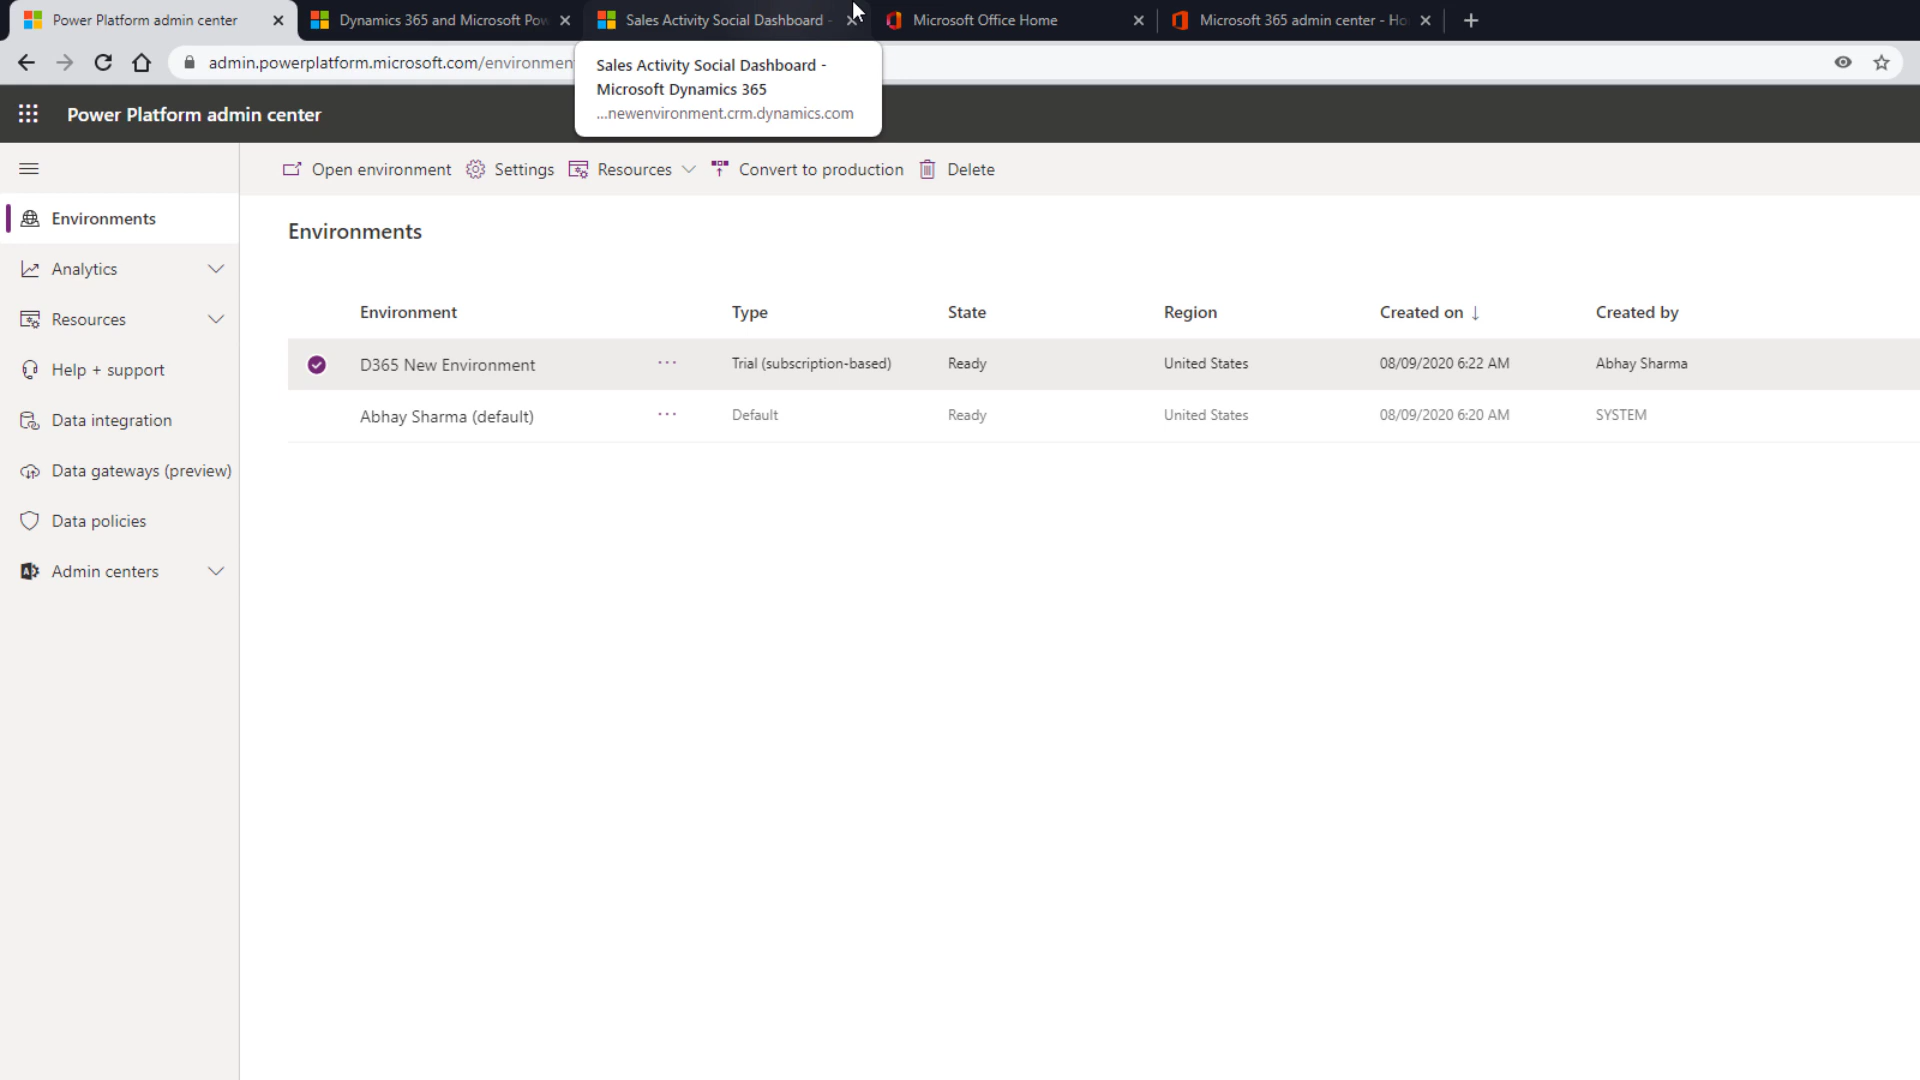 Power Platform admin center
Dynamics 365 and Microsoft Pow
Sales Activity Social Dashboard -
Microsoft Office Home
Microsoft 365 admin center - Ho
admin.powerplatform.microsoft.com/environmen
Sales Activity Social Dashboard -
Microsoft Dynamics 365
...newenvironment.crm.dynamics.com
Power Platform admin center
Open environment Settings Resources Convert to production Delete
Environments
Analytics
Resources
Help + support
Data integration
Data gateways (preview)
Data policies
Admin centers
Environments
Environment Type State Region Created on ↓ Created by
D365 New Environment ... Trial (subscription-based) Ready United States 08/09/2020 6:22 AM Abhay Sharma
Abhay Sharma (default) ... Default Ready United States 08/09/2020 6:20 AM SYSTEM